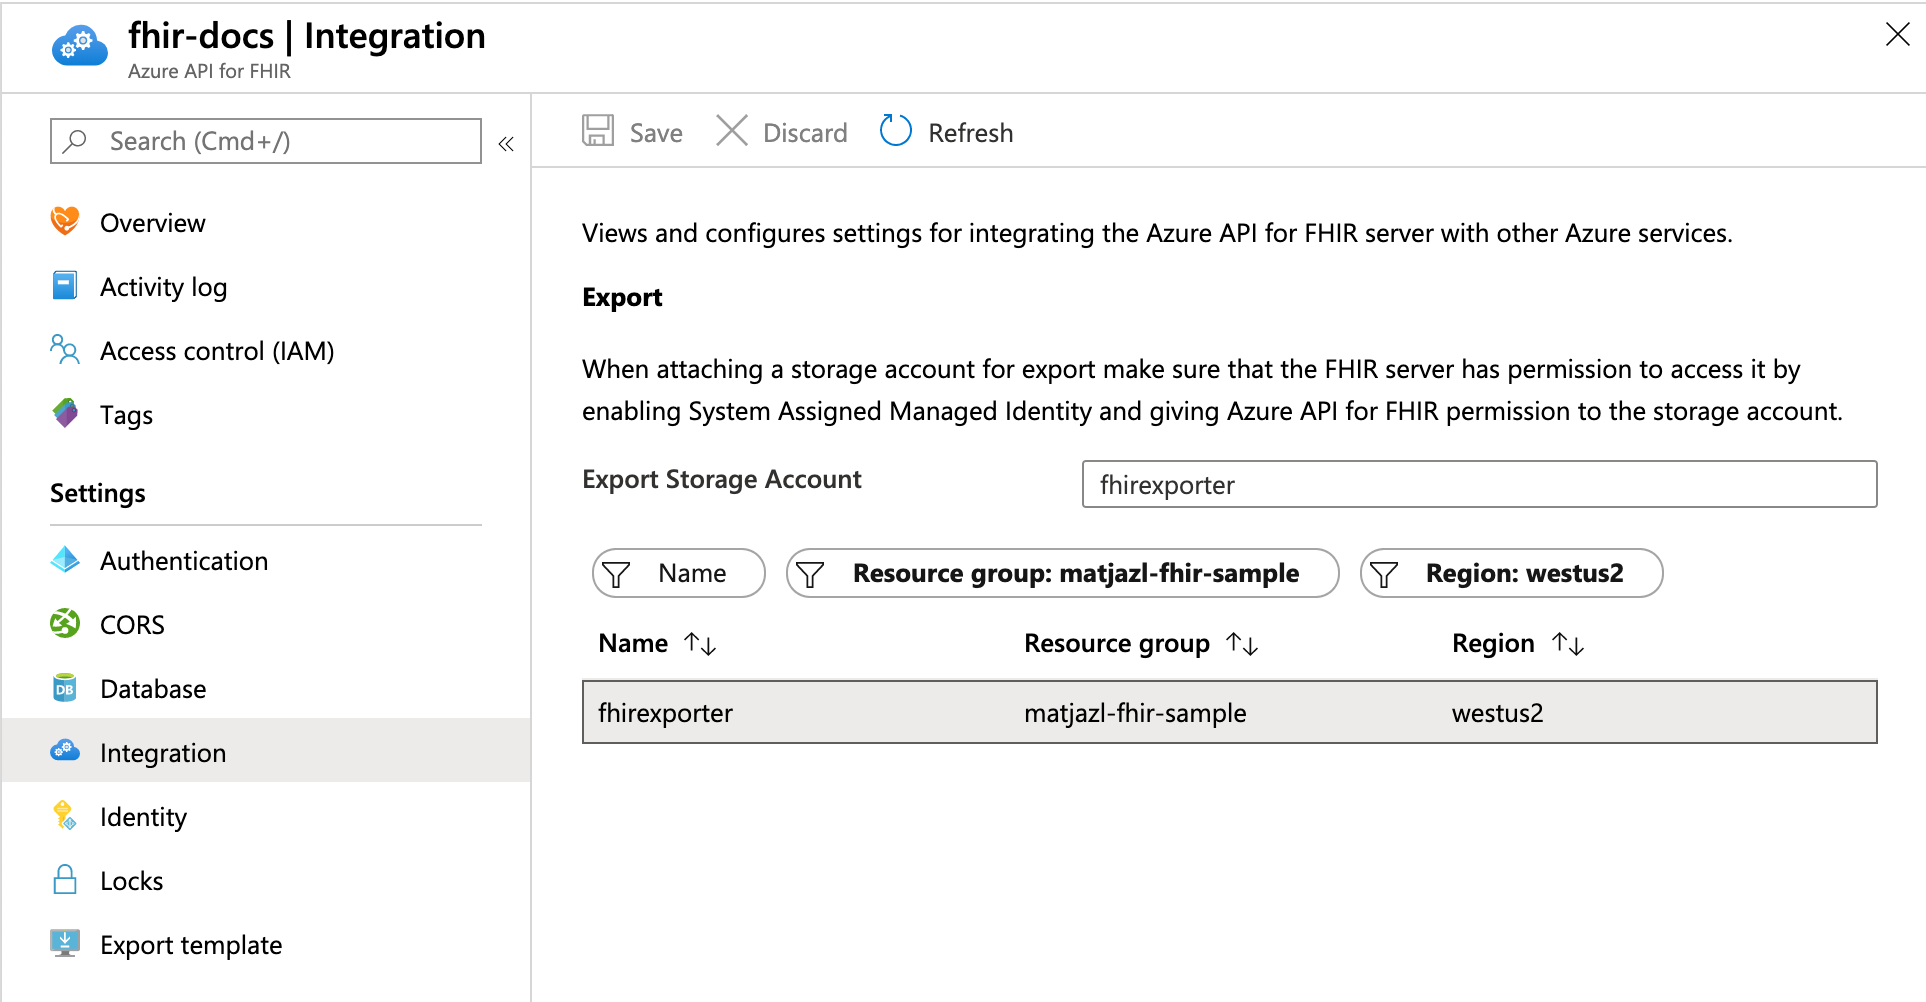 fhir-docs | Integration
Azure API for FHIR
Search (Cmd+/)
«
Overview
Activity log
Access control (IAM)
Tags
Settings
Authentication
CORS
DB
Database
Integration
Identity
Locks
Export template
Save
Discard
Refresh
Views and configures settings for integrating the Azure API for FHIR server with other Azure services.
Export
When attaching a storage account for export make sure that the FHIR server has permission to access it by
enabling System Assigned Managed Identity and giving Azure API for FHIR permission to the storage account.
Export Storage Account
fhirexporter
Name
Resource group: matjazl-fhir-sample
Region: westus2
Name ↑↓
Resource group ↑↓
Region ↑↓
fhirexporter
matjazl-fhir-sample
westus2